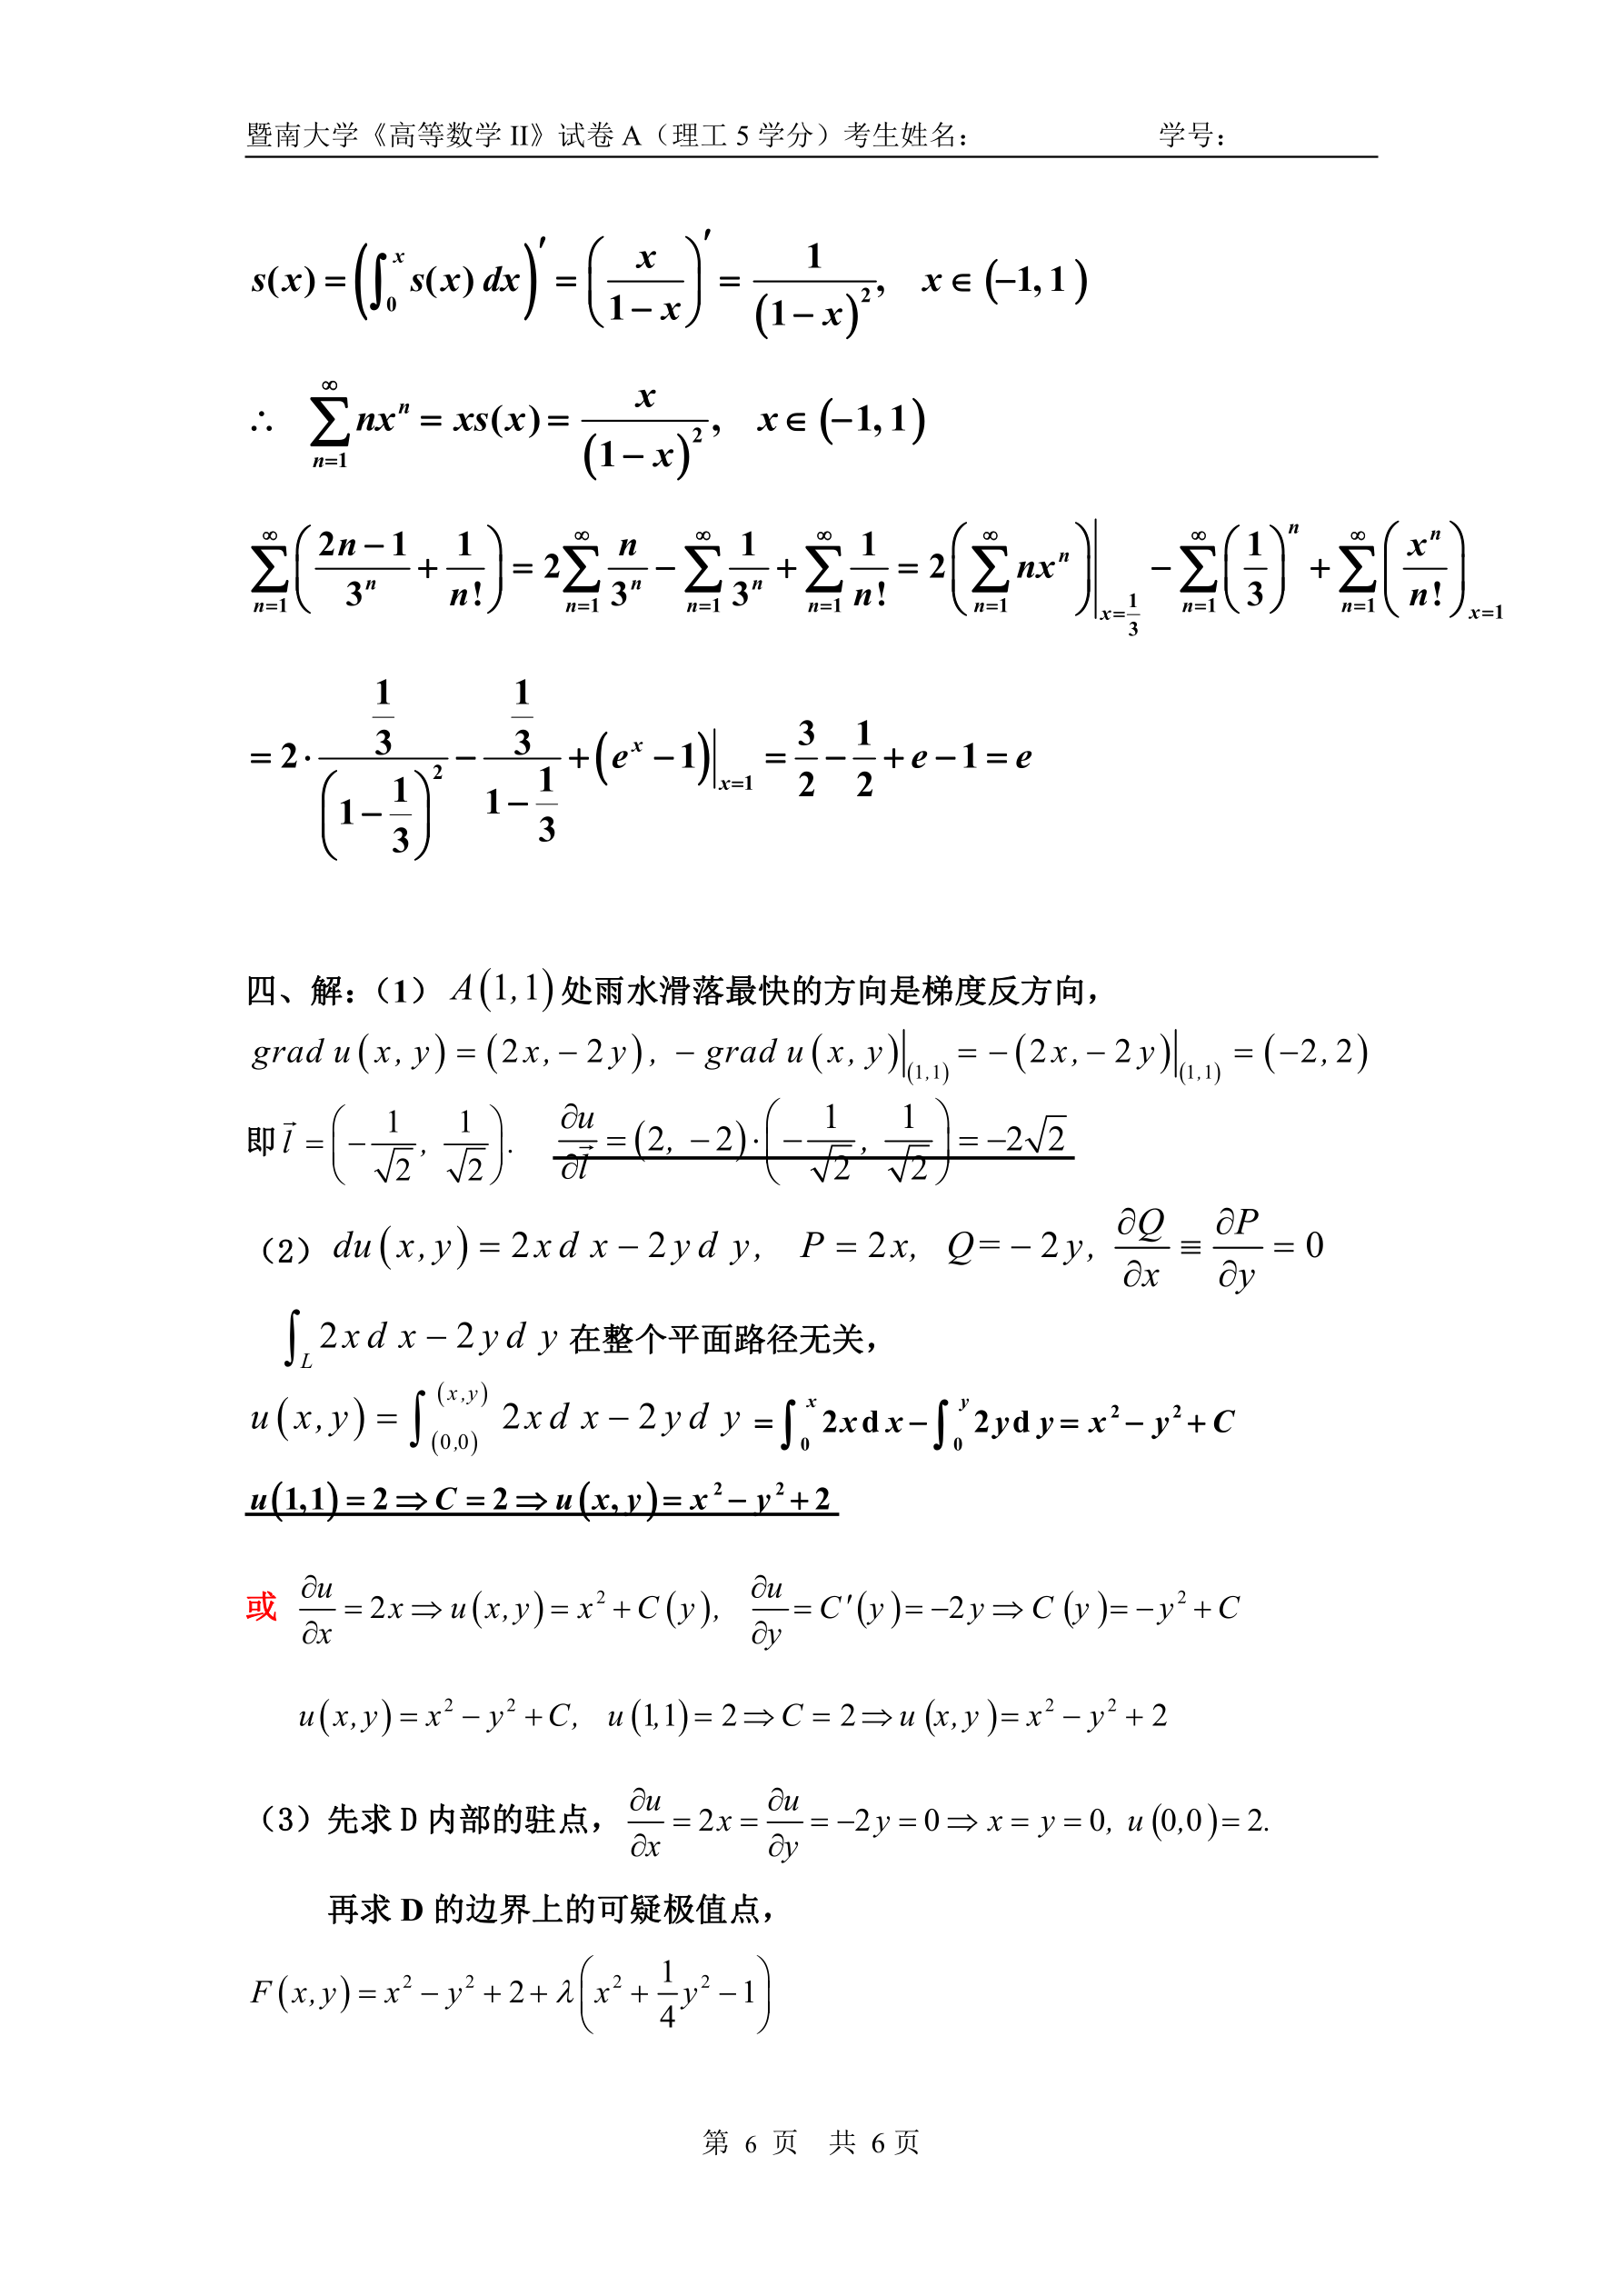 暨南大学《高等数学 II》试卷 A（理工 5 学分）考生姓名： 学号：
$s(x)=\left(\int_0^x s(x)\,dx\right)'=\left(\frac{x}{1-x}\right)'=\frac{1}{(1-x)^2},\quad x\in(-1,1)$
$\therefore\quad \sum_{n=1}^{\infty}nx^n=xs(x)=\frac{x}{(1-x)^2},\quad x\in(-1,1)$
$\sum_{n=1}^{\infty}\left(\frac{2n-1}{3^n}+\frac{1}{n!}\right)=2\sum_{n=1}^{\infty}\frac{n}{3^n}-\sum_{n=1}^{\infty}\frac{1}{3^n}+\sum_{n=1}^{\infty}\frac{1}{n!}=2\left(\sum_{n=1}^{\infty}nx^n\right)\bigg|_{x=\frac{1}{3}}-\sum_{n=1}^{\infty}\left(\frac{1}{3}\right)^n+\sum_{n=1}^{\infty}\left(\frac{x^n}{n!}\right)_{x=1}$
$=2\cdot\frac{\frac{1}{3}}{\left(1-\frac{1}{3}\right)^2}-\frac{\frac{1}{3}}{1-\frac{1}{3}}+(e^x-1)\big|_{x=1}=\frac{3}{2}-\frac{1}{2}+e-1=e$
四、解：（1） $A(1,1)$ 处雨水滑落最快的方向是梯度反方向，
$grad\,u(x,y)=(2x,-2y),\ -grad\,u(x,y)\big|_{(1,1)}=-(2x,-2y)\big|_{(1,1)}=(-2,2)$
即 $\vec{l}=\left(-\frac{1}{\sqrt{2}},\frac{1}{\sqrt{2}}\right).\quad \frac{\partial u}{\partial \vec{l}}=(2,-2)\cdot\left(-\frac{1}{\sqrt{2}},\frac{1}{\sqrt{2}}\right)=-2\sqrt{2}$
（2） $du(x,y)=2xdx-2ydy,\quad P=2x,\ Q=-2y,\ \frac{\partial Q}{\partial x}\equiv\frac{\partial P}{\partial y}=0$
$\int_L 2xdx-2ydy$ 在整个平面路径无关，
$u(x,y)=\int_{(0,0)}^{(x,y)}2xdx-2ydy=\int_0^x 2xdx-\int_0^y 2ydy=x^2-y^2+C$
$u(1,1)=2\Rightarrow C=2\Rightarrow u(x,y)=x^2-y^2+2$
或 $\frac{\partial u}{\partial x}=2x\Rightarrow u(x,y)=x^2+C(y),\ \frac{\partial u}{\partial y}=C'(y)=-2y\Rightarrow C(y)=-y^2+C$
$u(x,y)=x^2-y^2+C,\ u(1,1)=2\Rightarrow C=2\Rightarrow u(x,y)=x^2-y^2+2$
（3）先求 D 内部的驻点， $\frac{\partial u}{\partial x}=2x=\frac{\partial u}{\partial y}=-2y=0\Rightarrow x=y=0,\ u(0,0)=2.$
再求 D 的边界上的可疑极值点，
$F(x,y)=x^2-y^2+2+\lambda\left(x^2+\frac{1}{4}y^2-1\right)$
第 6 页 共 6 页